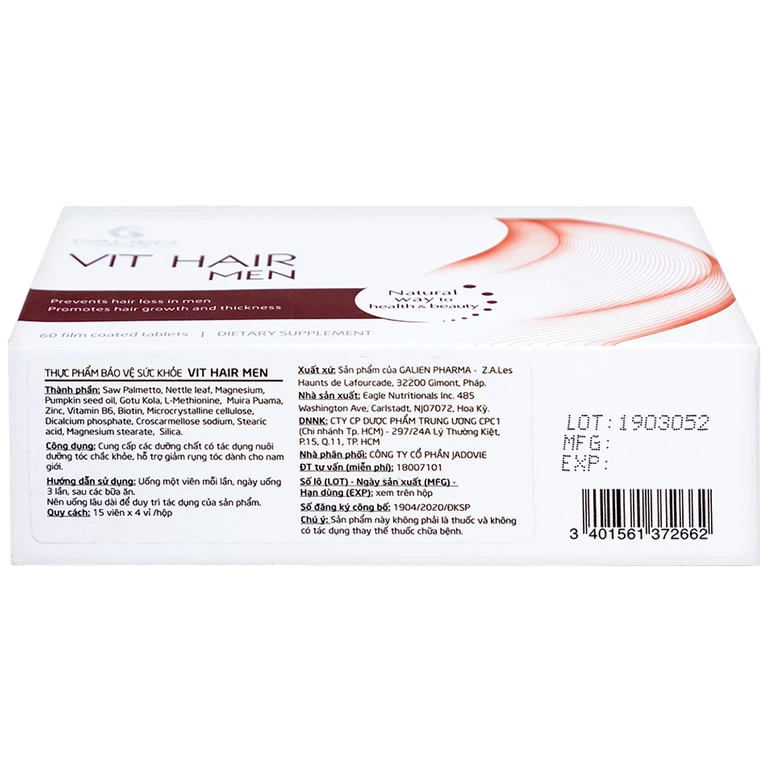 GALIEN
VIT HAIR
MEN
Prevents hair loss in men
Promotes hair growth and thickness
Natural
way to
health & beauty
60 film coated tablets | DIETARY SUPPLEMENT
THỰC PHẨM BẢO VỆ SỨC KHỎE VIT HAIR MEN
Thành phần: Saw Palmetto, Nettle leaf, Magnesium,
Pumpkin seed oil, Gotu Kola, L-Methionine, Muira Puama,
Zinc, Vitamin B6, Biotin, Microcrystalline cellulose,
Dicalcium phosphate, Croscarmellose sodium, Stearic
acid, Magnesium stearate, Silica.
Công dụng: Cung cấp các dưỡng chất có tác dụng nuôi
dưỡng tóc chắc khỏe, hỗ trợ giảm rụng tóc dành cho nam
giới.
Hướng dẫn sử dụng: Uống một viên mỗi lần, ngày uống
3 lần, sau các bữa ăn.
Nên uống lâu dài để duy trì tác dụng của sản phẩm.
Quy cách: 15 viên x 4 vỉ /hộp
Xuất xứ: Sản phẩm của GALIEN PHARMA - Z.A.Les
Haunts de Lafourcade, 32200 Gimont, Pháp.
Nhà sản xuất: Eagle Nutritionals Inc. 485
Washington Ave, Carlstadt, NJ07072, Hoa Kỳ.
DNNK: CTY CP DƯỢC PHẨM TRUNG ƯƠNG CPC1
(Chi nhánh Tp. HCM) - 297/24A Lý Thường Kiệt,
P.15, Q.11, TP. HCM
Nhà phân phối: CÔNG TY CỔ PHẦN JADOVIE
ĐT tư vấn (miễn phí): 18007101
Số lô (LOT) - Ngày sản xuất (MFG) -
Hạn dùng (EXP): xem trên hộp
Số đăng ký công bố: 1904/2020/ĐKSP
Chú ý: Sản phẩm này không phải là thuốc và không
có tác dụng thay thế thuốc chữa bệnh.
LOT: 1903052
MFG:
EXP:
3 401561 372662